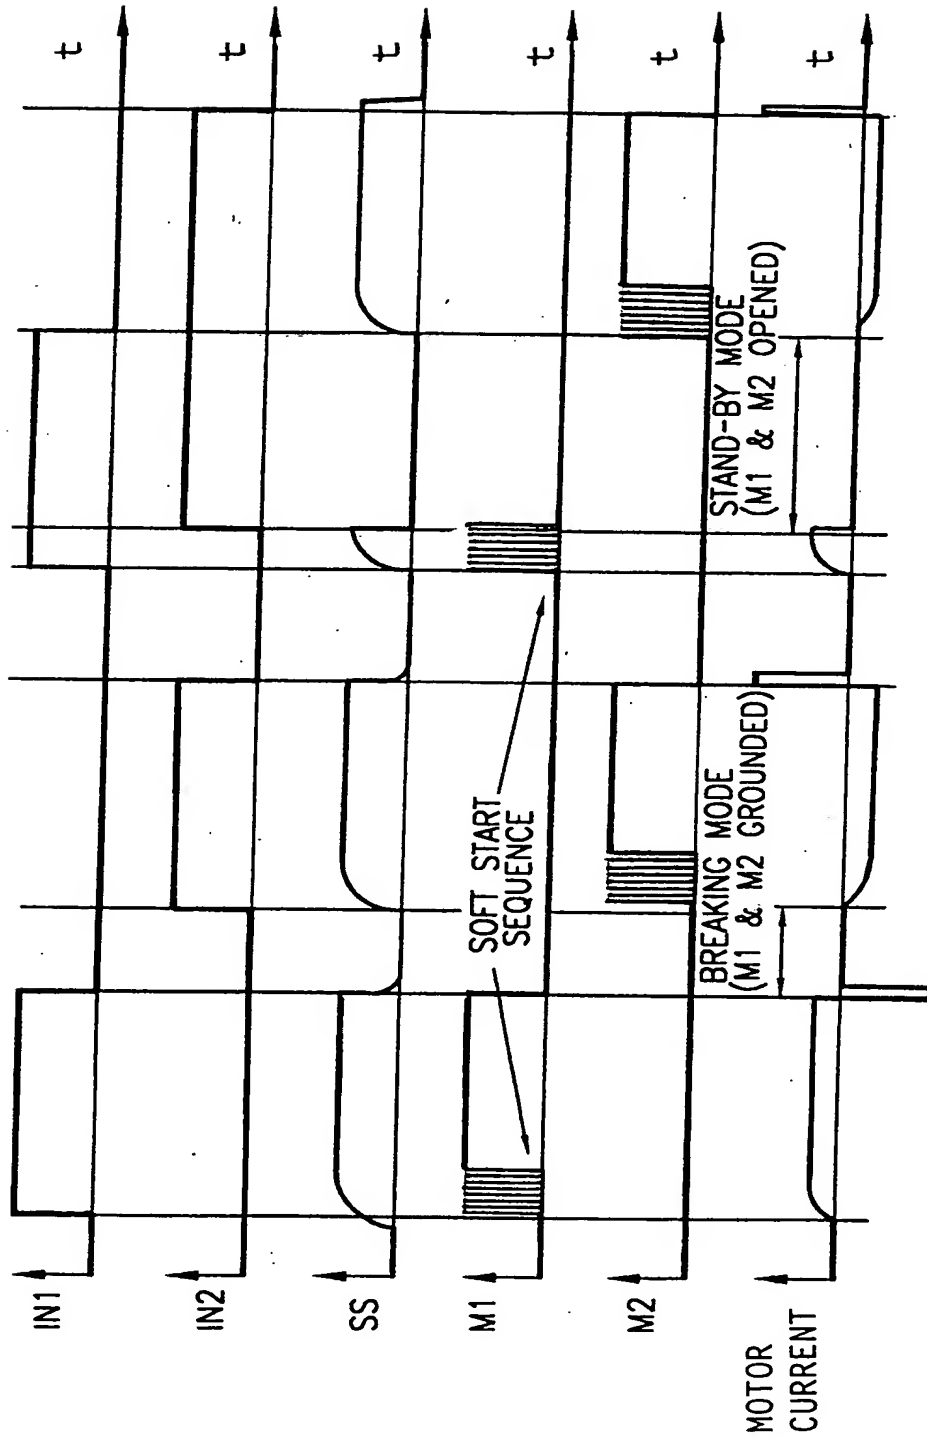 IN1
t
IN2
t
SS
t
M1
t
SOFT START
SEQUENCE
M2
t
BREAKING MODE
(M1 & M2 GROUNDED)
STAND-BY MODE
(M1 & M2 OPENED)
MOTOR
CURRENT
t